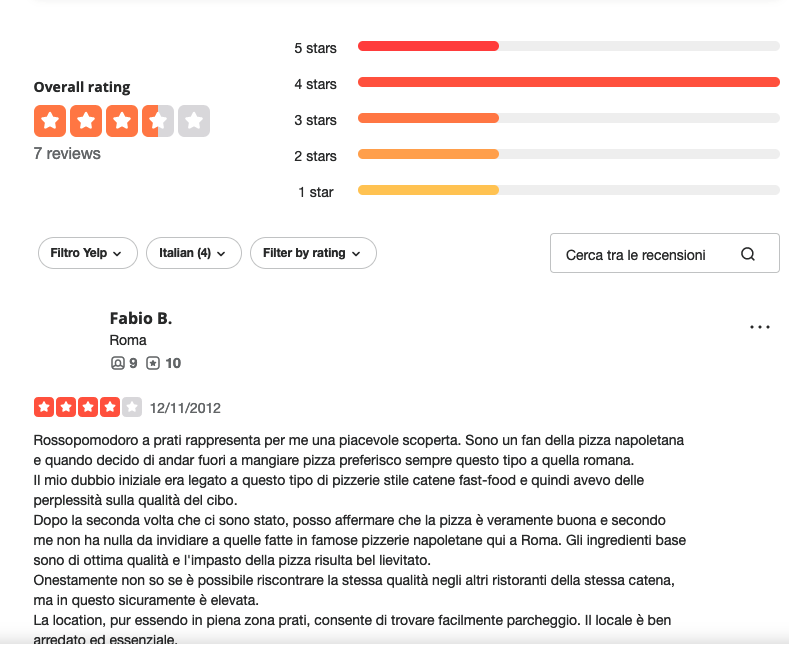 5 stars
Overall rating
4 stars
3 stars
7 reviews
2 stars
1 star
Filtro Yelp
Italian (4)
Filter by rating
Cerca tra le recensioni
Fabio B.
Roma
9 10
12/11/2012
Rossopomodoro a prati rappresenta per me una piacevole scoperta. Sono un fan della pizza napoletana
e quando decido di andar fuori a mangiare pizza preferisco sempre questo tipo a quella romana.
Il mio dubbio iniziale era legato a questo tipo di pizzerie stile catene fast-food e quindi avevo delle
perplessità sulla qualità del cibo.
Dopo la seconda volta che ci sono stato, posso affermare che la pizza è veramente buona e secondo
me non ha nulla da invidiare a quelle fatte in famose pizzerie napoletane qui a Roma. Gli ingredienti base
sono di ottima qualità e l'impasto della pizza risulta bel lievitato.
Onestamente non so se è possibile riscontrare la stessa qualità negli altri ristoranti della stessa catena,
ma in questo sicuramente è elevata.
La location, pur essendo in piena zona prati, consente di trovare facilmente parcheggio. Il locale è ben
arredato ed essenziale.